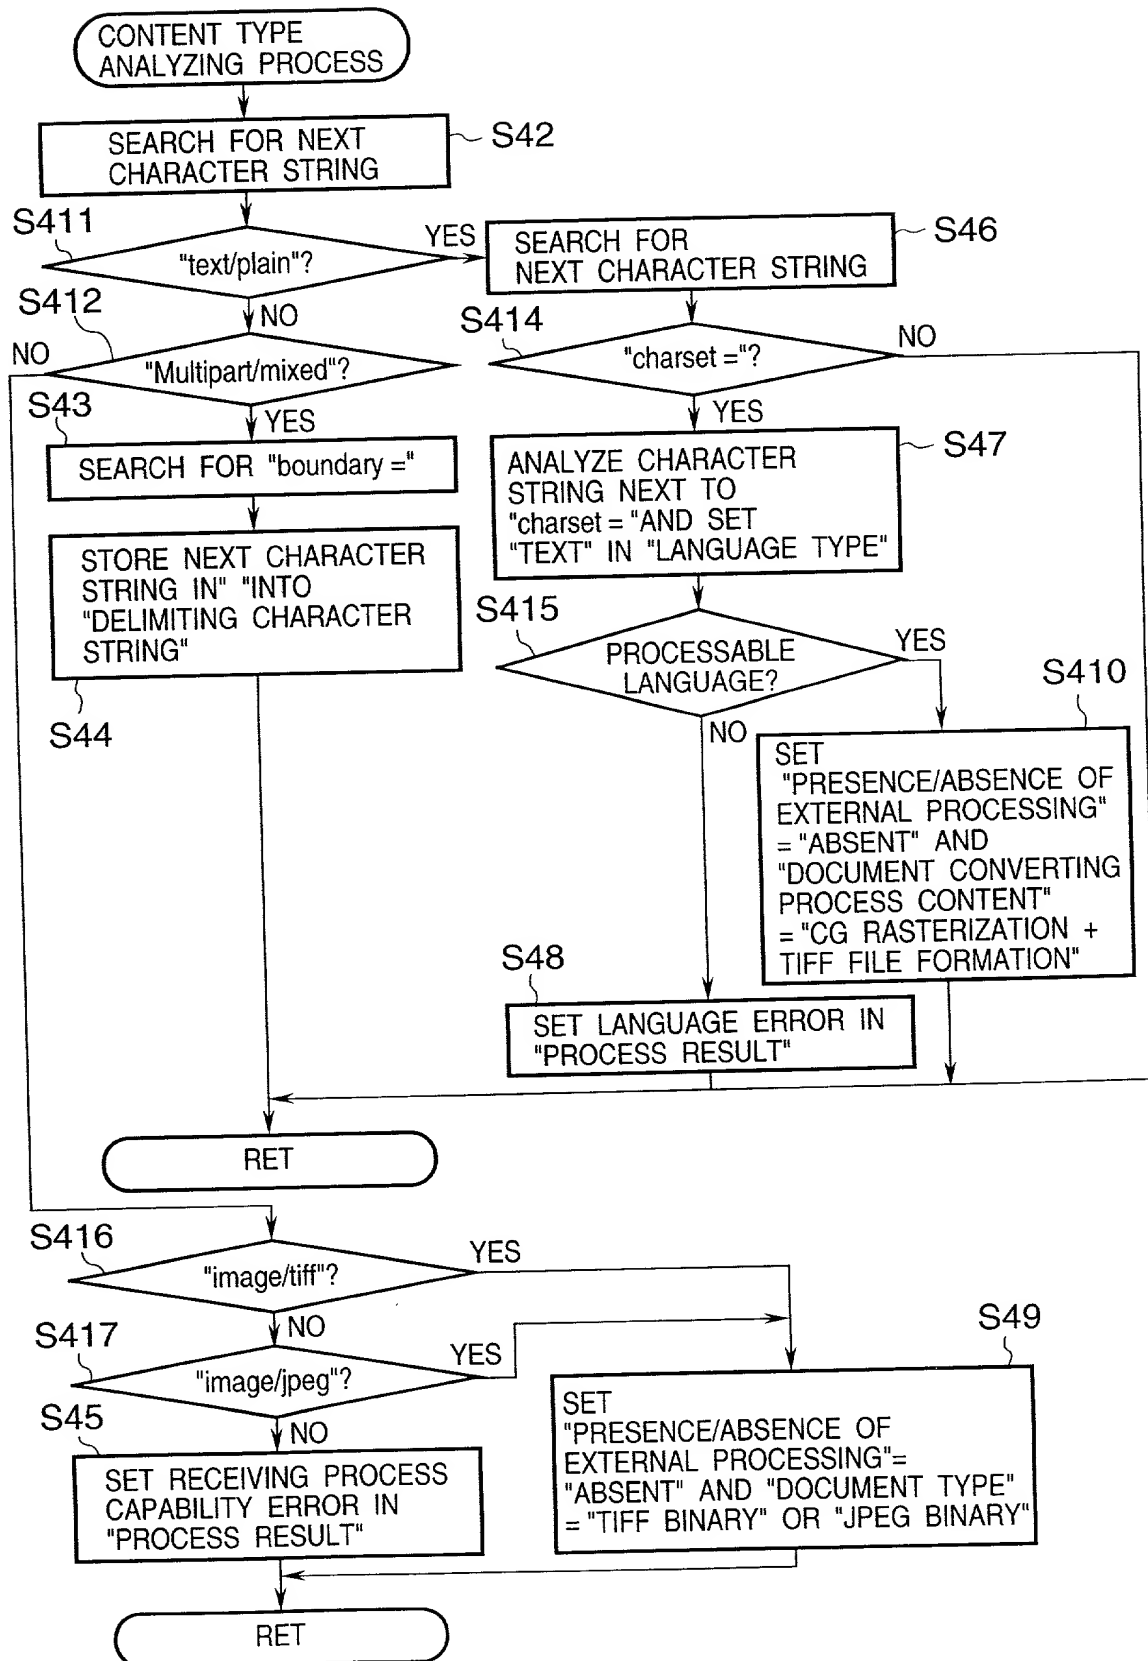 CONTENT TYPE
ANALYZING PROCESS
SEARCH FOR NEXT
CHARACTER STRING
S42
S411
"text/plain"?
YES
NO
SEARCH FOR
NEXT CHARACTER STRING
S46
S412
"Multipart/mixed"?
NO
YES
S414
"charset ="?
NO
YES
S43
SEARCH FOR "boundary ="
STORE NEXT CHARACTER
STRING IN" "INTO
"DELIMITING CHARACTER
STRING"
S44
ANALYZE CHARACTER
STRING NEXT TO
"charset = "AND SET
"TEXT" IN "LANGUAGE TYPE"
S47
S415
PROCESSABLE
LANGUAGE?
YES
NO
S410
SET
"PRESENCE/ABSENCE OF
EXTERNAL PROCESSING"
= "ABSENT" AND
"DOCUMENT CONVERTING
PROCESS CONTENT"
= "CG RASTERIZATION +
TIFF FILE FORMATION"
S48
SET LANGUAGE ERROR IN
"PROCESS RESULT"
RET
S416
"image/tiff"?
YES
NO
S417
"image/jpeg"?
YES
NO
S45
SET RECEIVING PROCESS
CAPABILITY ERROR IN
"PROCESS RESULT"
S49
SET
"PRESENCE/ABSENCE OF
EXTERNAL PROCESSING"=
"ABSENT" AND "DOCUMENT TYPE"
= "TIFF BINARY" OR "JPEG BINARY"
RET